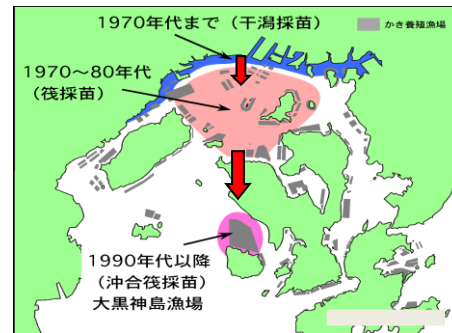 1970年代まで（干潟採苗）
かき養殖漁場
1970～80年代
（筏採苗）
1990年代以降
（沖合筏採苗）
大黒神島漁場